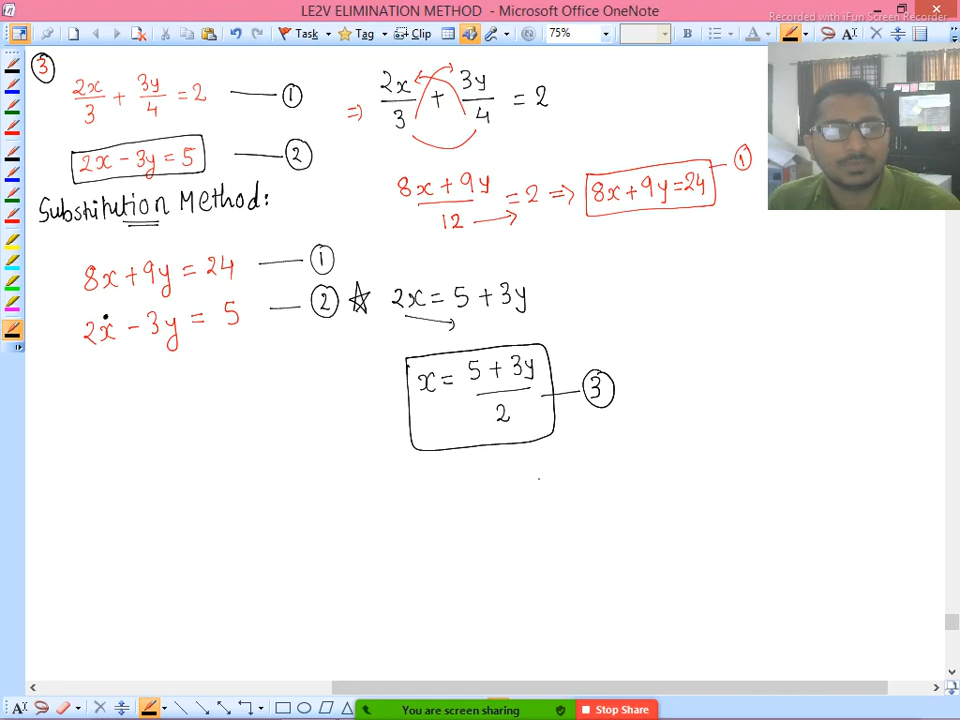 LE2V ELIMINATION METHOD - Microsoft Office OneNote
Recorded with iFun Screen Recorder
Task Tag Clip 75%
③
2x/3 + 3y/4 = 2 — ①
2x - 3y = 5 — ②
Substitution Method:
8x + 9y = 24 — ①
2x - 3y = 5 — ②
⇒ 2x/3 + 3y/4 = 2
8x + 9y/12 = 2 ⇒ 8x + 9y = 24 — ①
☆ 2x = 5 + 3y
x = 5 + 3y/2 — ③
You are screen sharing Stop Share